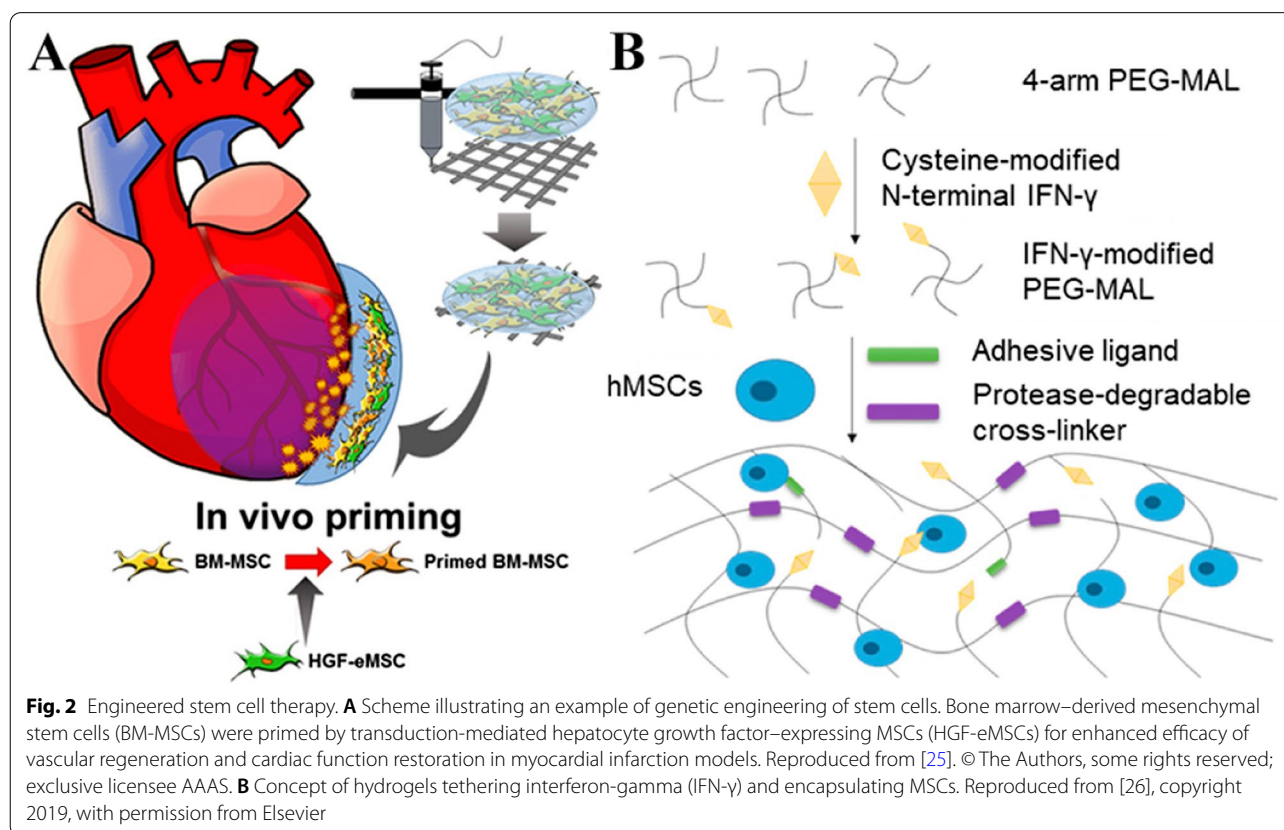 A
In vivo priming
BM-MSC
Primed BM-MSC
HGF-eMSC
B
4-arm PEG-MAL
Cysteine-modified
N-terminal IFN-γ
IFN-γ-modified
PEG-MAL
Adhesive ligand
hMSCs
Protease-degradable
cross-linker
Fig. 2 Engineered stem cell therapy. A Scheme illustrating an example of genetic engineering of stem cells. Bone marrow–derived mesenchymal
stem cells (BM-MSCs) were primed by transduction-mediated hepatocyte growth factor–expressing MSCs (HGF-eMSCs) for enhanced efficacy of
vascular regeneration and cardiac function restoration in myocardial infarction models. Reproduced from [25]. © The Authors, some rights reserved;
exclusive licensee AAAS. B Concept of hydrogels tethering interferon-gamma (IFN-γ) and encapsulating MSCs. Reproduced from [26], copyright
2019, with permission from Elsevier